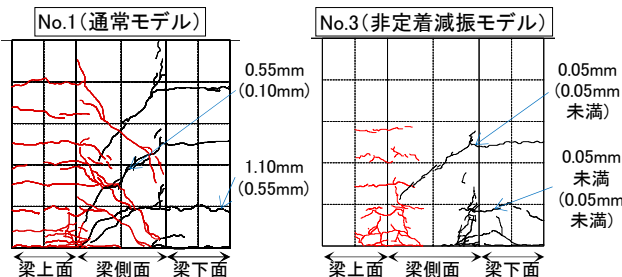 No.1(通常モデル)
0.55mm
(0.10mm)
1.10mm
(0.55mm)
梁上面
梁側面
梁下面
No.3(非定着減振モデル)
0.05mm
(0.05mm
未満)
0.05mm
未満
(0.05mm
未満)
梁上面
梁側面
梁下面